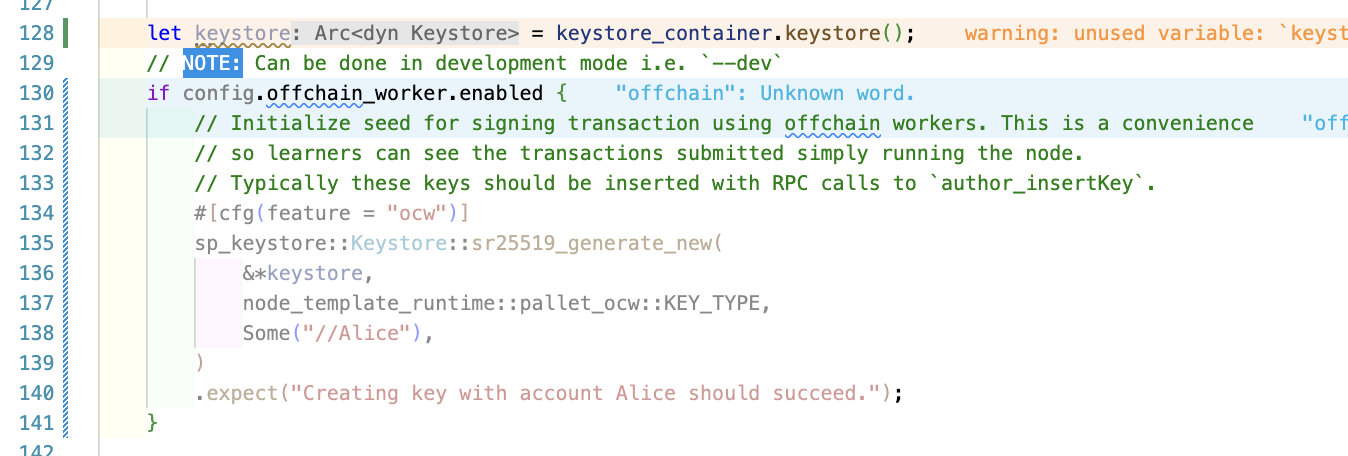 127
128 let keystore: Arc<dyn Keystore> = keystore_container.keystore(); warning: unused variable: `keyst
129 // NOTE: Can be done in development mode i.e. `--dev`
130 if config.offchain_worker.enabled { "offchain": Unknown word.
131 // Initialize seed for signing transaction using offchain workers. This is a convenience "off
132 // so learners can see the transactions submitted simply running the node.
133 // Typically these keys should be inserted with RPC calls to `author_insertKey`.
134 #[cfg(feature = "ocw")]
135 sp_keystore::Keystore::sr25519_generate_new(
136 &*keystore,
137 node_template_runtime::pallet_ocw::KEY_TYPE,
138 Some("//Alice"),
139 )
140 .expect("Creating key with account Alice should succeed.");
141 }
142